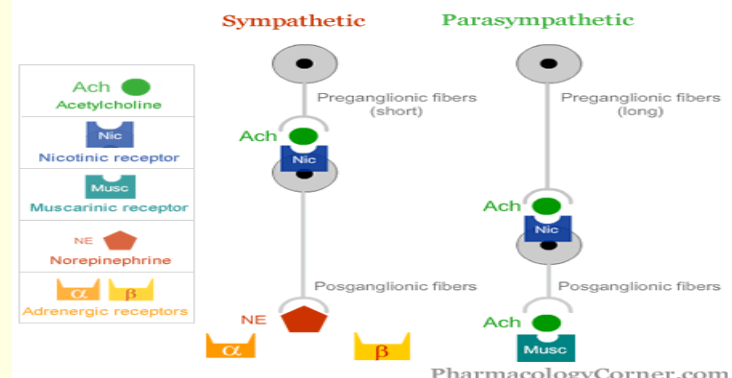 Sympathetic
Parasympathetic
Ach
Acetylcholine
Nic
Nicotinic receptor
Musc
Muscarinic receptor
NE
Norepinephrine
α β
Adrenergic receptors
Preganglionic fibers
(short)
Ach
Nic
Posganglionic fibers
NE
α
β
Preganglionic fibers
(long)
Ach
Nic
Posganglionic fibers
Ach
Musc
PharmacologyCorner.com